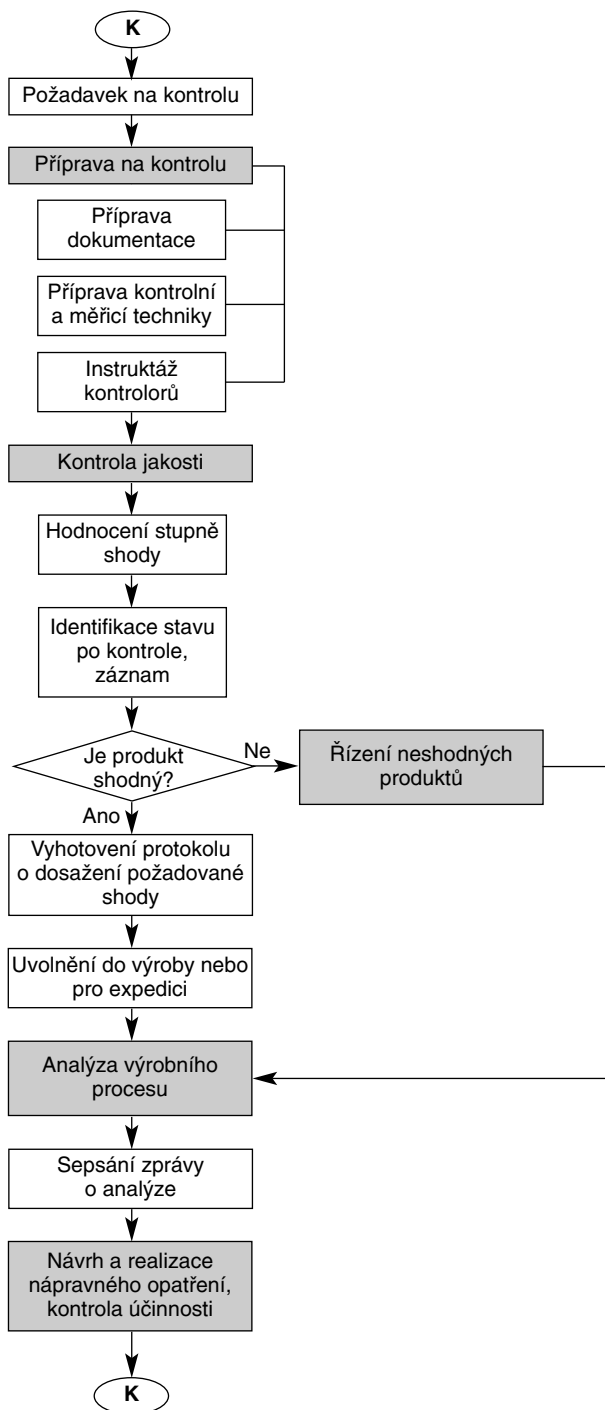 K
Požadavek na kontrolu
Příprava na kontrolu
Příprava
dokumentace
Příprava kontrolní
a měřicí techniky
Instruktáž
kontrolorů
Kontrola jakosti
Hodnocení stupně
shody
Identifikace stavu
po kontrole,
záznam
Je produkt
shodný?
Ne
Řízení neshodných
produktů
Ano
Vyhotovení protokolu
o dosažení požadované
shody
Uvolnění do výroby nebo
pro expedici
Analýza výrobního
procesu
Sepsání zprávy
o analýze
Návrh a realizace
nápravného opatření,
kontrola účinnosti
K